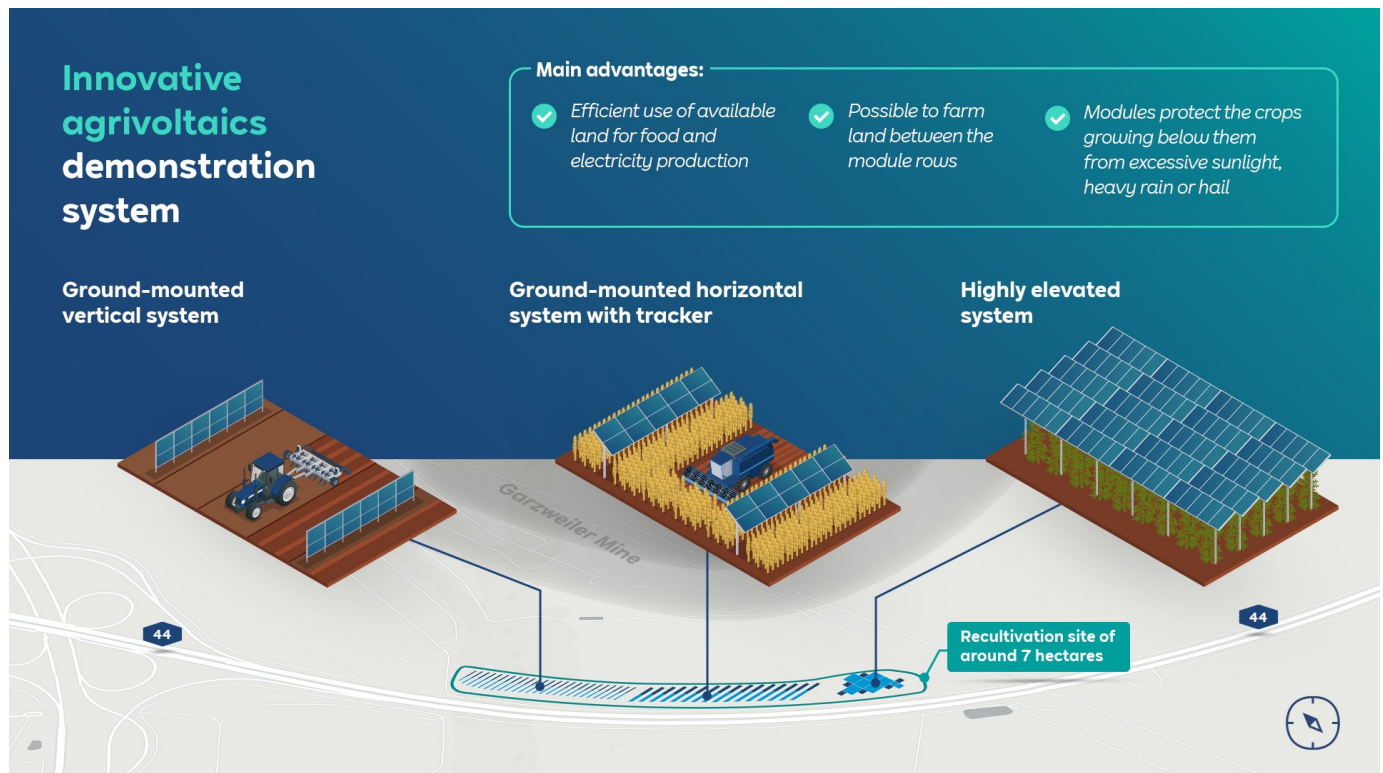 Innovative
agrivoltaics
demonstration
system
Main advantages:
Efficient use of available
land for food and
electricity production
Possible to farm
land between the
module rows
Modules protect the crops
growing below them
from excessive sunlight,
heavy rain or hail
Ground-mounted
vertical system
Ground-mounted horizontal
system with tracker
Highly elevated
system
Garzweiler Mine
44
44
Recultivation site of
around 7 hectares